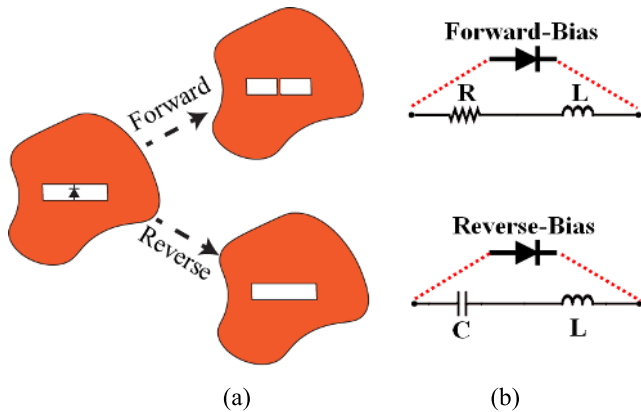 Forward
Reverse
(a)
Forward-Bias
R
L
Reverse-Bias
C
L
(b)